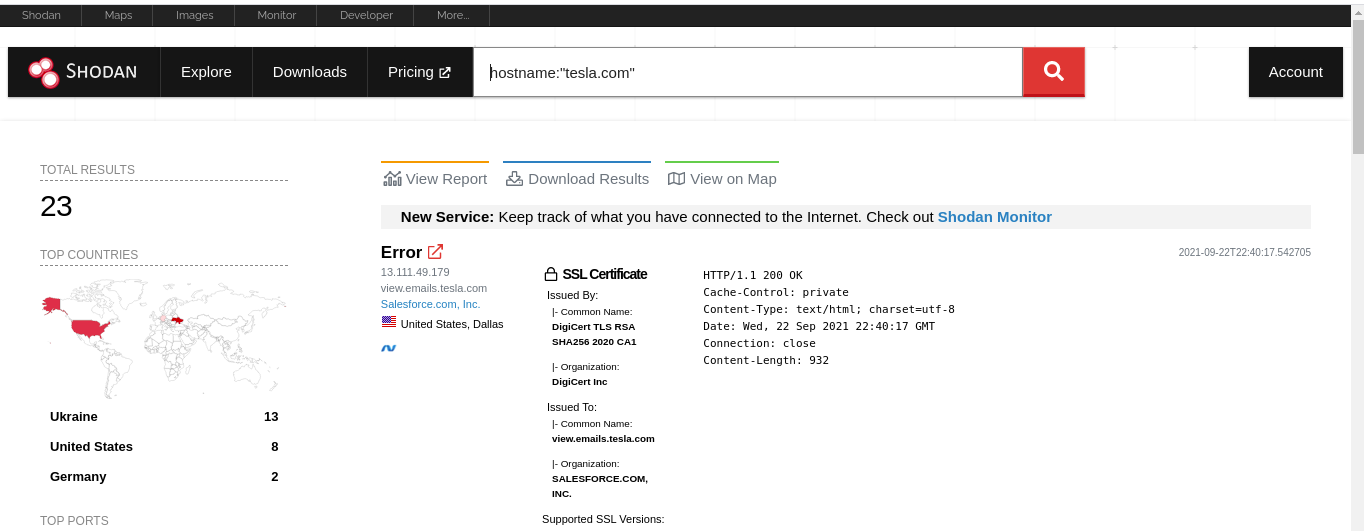 Shodan Maps Images Monitor Developer More...
SHODAN Explore Downloads Pricing hostname:"tesla.com" Account
TOTAL RESULTS
23
TOP COUNTRIES
Ukraine 13
United States 8
Germany 2
TOP PORTS
View Report Download Results View on Map
New Service: Keep track of what you have connected to the Internet. Check out Shodan Monitor
Error
2021-09-22T22:40:17.542705
13.111.49.179
view.emails.tesla.com
Salesforce.com, Inc.
United States, Dallas
SSL Certificate
Issued By:
|- Common Name:
DigiCert TLS RSA
SHA256 2020 CA1
|- Organization:
DigiCert Inc
Issued To:
|- Common Name:
view.emails.tesla.com
|- Organization:
SALESFORCE.COM,
INC.
Supported SSL Versions:
HTTP/1.1 200 OK
Cache-Control: private
Content-Type: text/html; charset=utf-8
Date: Wed, 22 Sep 2021 22:40:17 GMT
Connection: close
Content-Length: 932